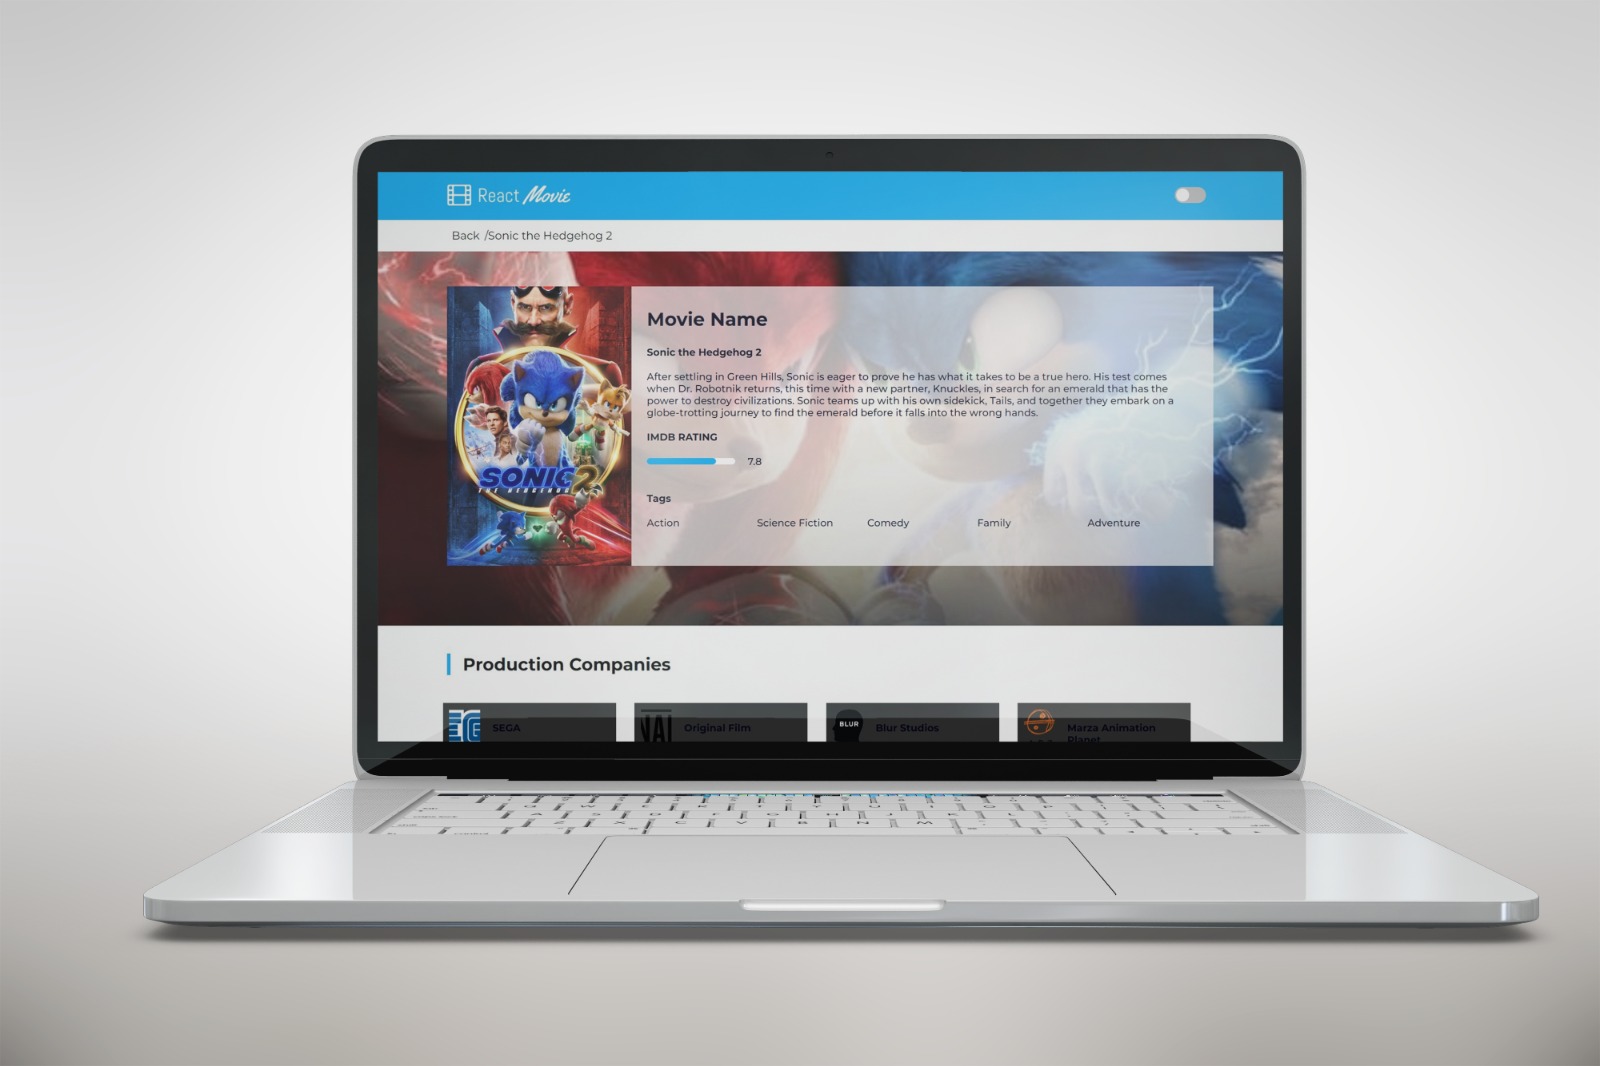 React Movie
Back /Sonic the Hedgehog 2
Movie Name
Sonic the Hedgehog 2
After settling in Green Hills, Sonic is eager to prove he has what it takes to be a true hero. His test comes
when Dr. Robotnik returns, this time with a new partner, Knuckles, in search for an emerald that has the
power to destroy civilizations. Sonic teams up with his own sidekick, Tails, and together they embark on a
globe-trotting journey to find the emerald before it falls into the wrong hands.
IMDB RATING
7.8
Tags
Action Science Fiction Comedy Family Adventure
SONIC 2
THE HEDGEHOG
Production Companies
SEGA
Original Film
BLUR
Blur Studios
Marza Animation
Planet